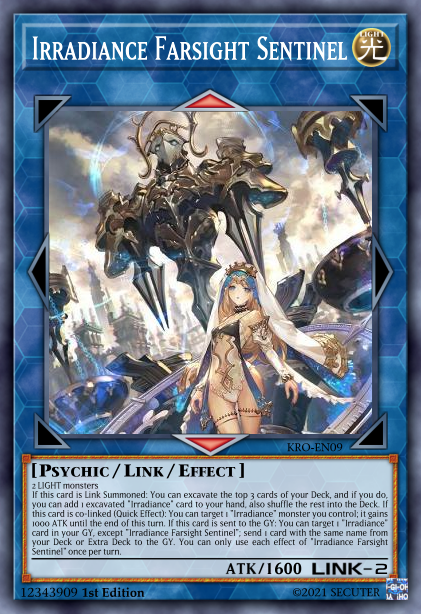 IRRADIANCE FARSIGHT SENTINEL
LIGHT
光
KRO-EN09
[PSYCHIC / LINK / EFFECT]
2 LIGHT monsters
If this card is Link Summoned: You can excavate the top 3 cards of your Deck, and if you do,
you can add 1 excavated "Irradiance" card to your hand, also shuffle the rest into the Deck. If
this card is co-linked (Quick Effect): You can target 1 "Irradiance" monster you control; it gains
1000 ATK until the end of this turn. If this card is sent to the GY: You can target 1 "Irradiance"
card in your GY, except "Irradiance Farsight Sentinel"; send 1 card with the same name from
your Deck or Extra Deck to the GY. You can only use each effect of "Irradiance Farsight
Sentinel" once per turn.
ATK/1600 LINK-2
12343909 1st Edition
©2021 SECUTER